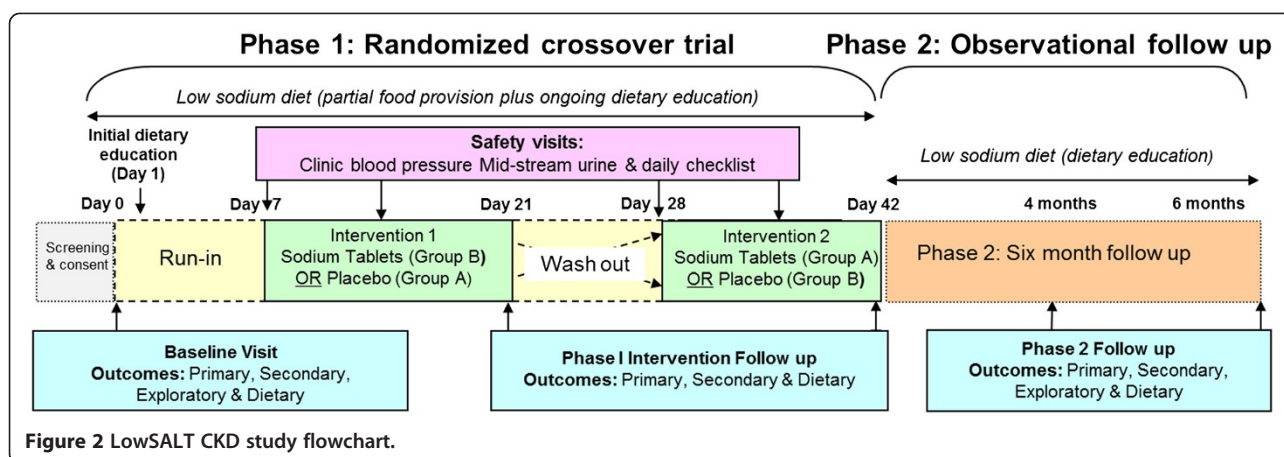 Phase 1: Randomized crossover trial
Phase 2: Observational follow up
Low sodium diet (partial food provision plus ongoing dietary education)
Initial dietary
education
(Day 1)
Safety visits:
Clinic blood pressure Mid-stream urine & daily checklist
Low sodium diet (dietary education)
Day 0
Day 7
Day 21
Day 28
Day 42
4 months
6 months
Screening
& consent
Run-in
Intervention 1
Sodium Tablets (Group B)
OR Placebo (Group A)
Wash out
Intervention 2
Sodium Tablets (Group A)
OR Placebo (Group B)
Phase 2: Six month follow up
Baseline Visit
Outcomes: Primary, Secondary,
Exploratory & Dietary
Phase I Intervention Follow up
Outcomes: Primary, Secondary & Dietary
Phase 2 Follow up
Outcomes: Primary, Secondary,
Exploratory & Dietary
Figure 2 LowSALT CKD study flowchart.